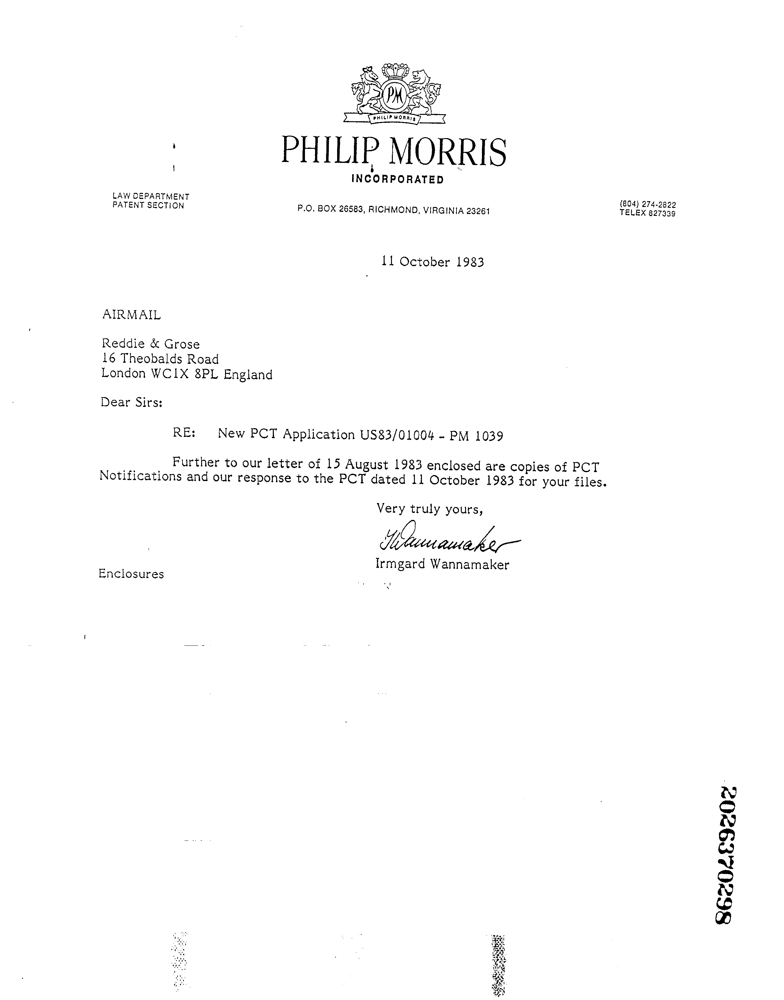 PM
PHILIP MORRIS
PHILIP MORRIS
INCORPORATED
LAW DEPARTMENT
PATENT SECTION
P.O. BOX 26583, RICHMOND, VIRGINIA 23261
(804) 274-2822
TELEX 827339
11 October 1983
AIRMAIL
Reddie & Grose
16 Theobalds Road
London WC1X 8PL England
Dear Sirs:
RE: New PCT Application US83/01004 - PM 1039
Further to our letter of 15 August 1983 enclosed are copies of PCT
Notifications and our response to the PCT dated 11 October 1983 for your files.
Very truly yours,
IWannamaker
Irmgard Wannamaker
Enclosures
2026370298